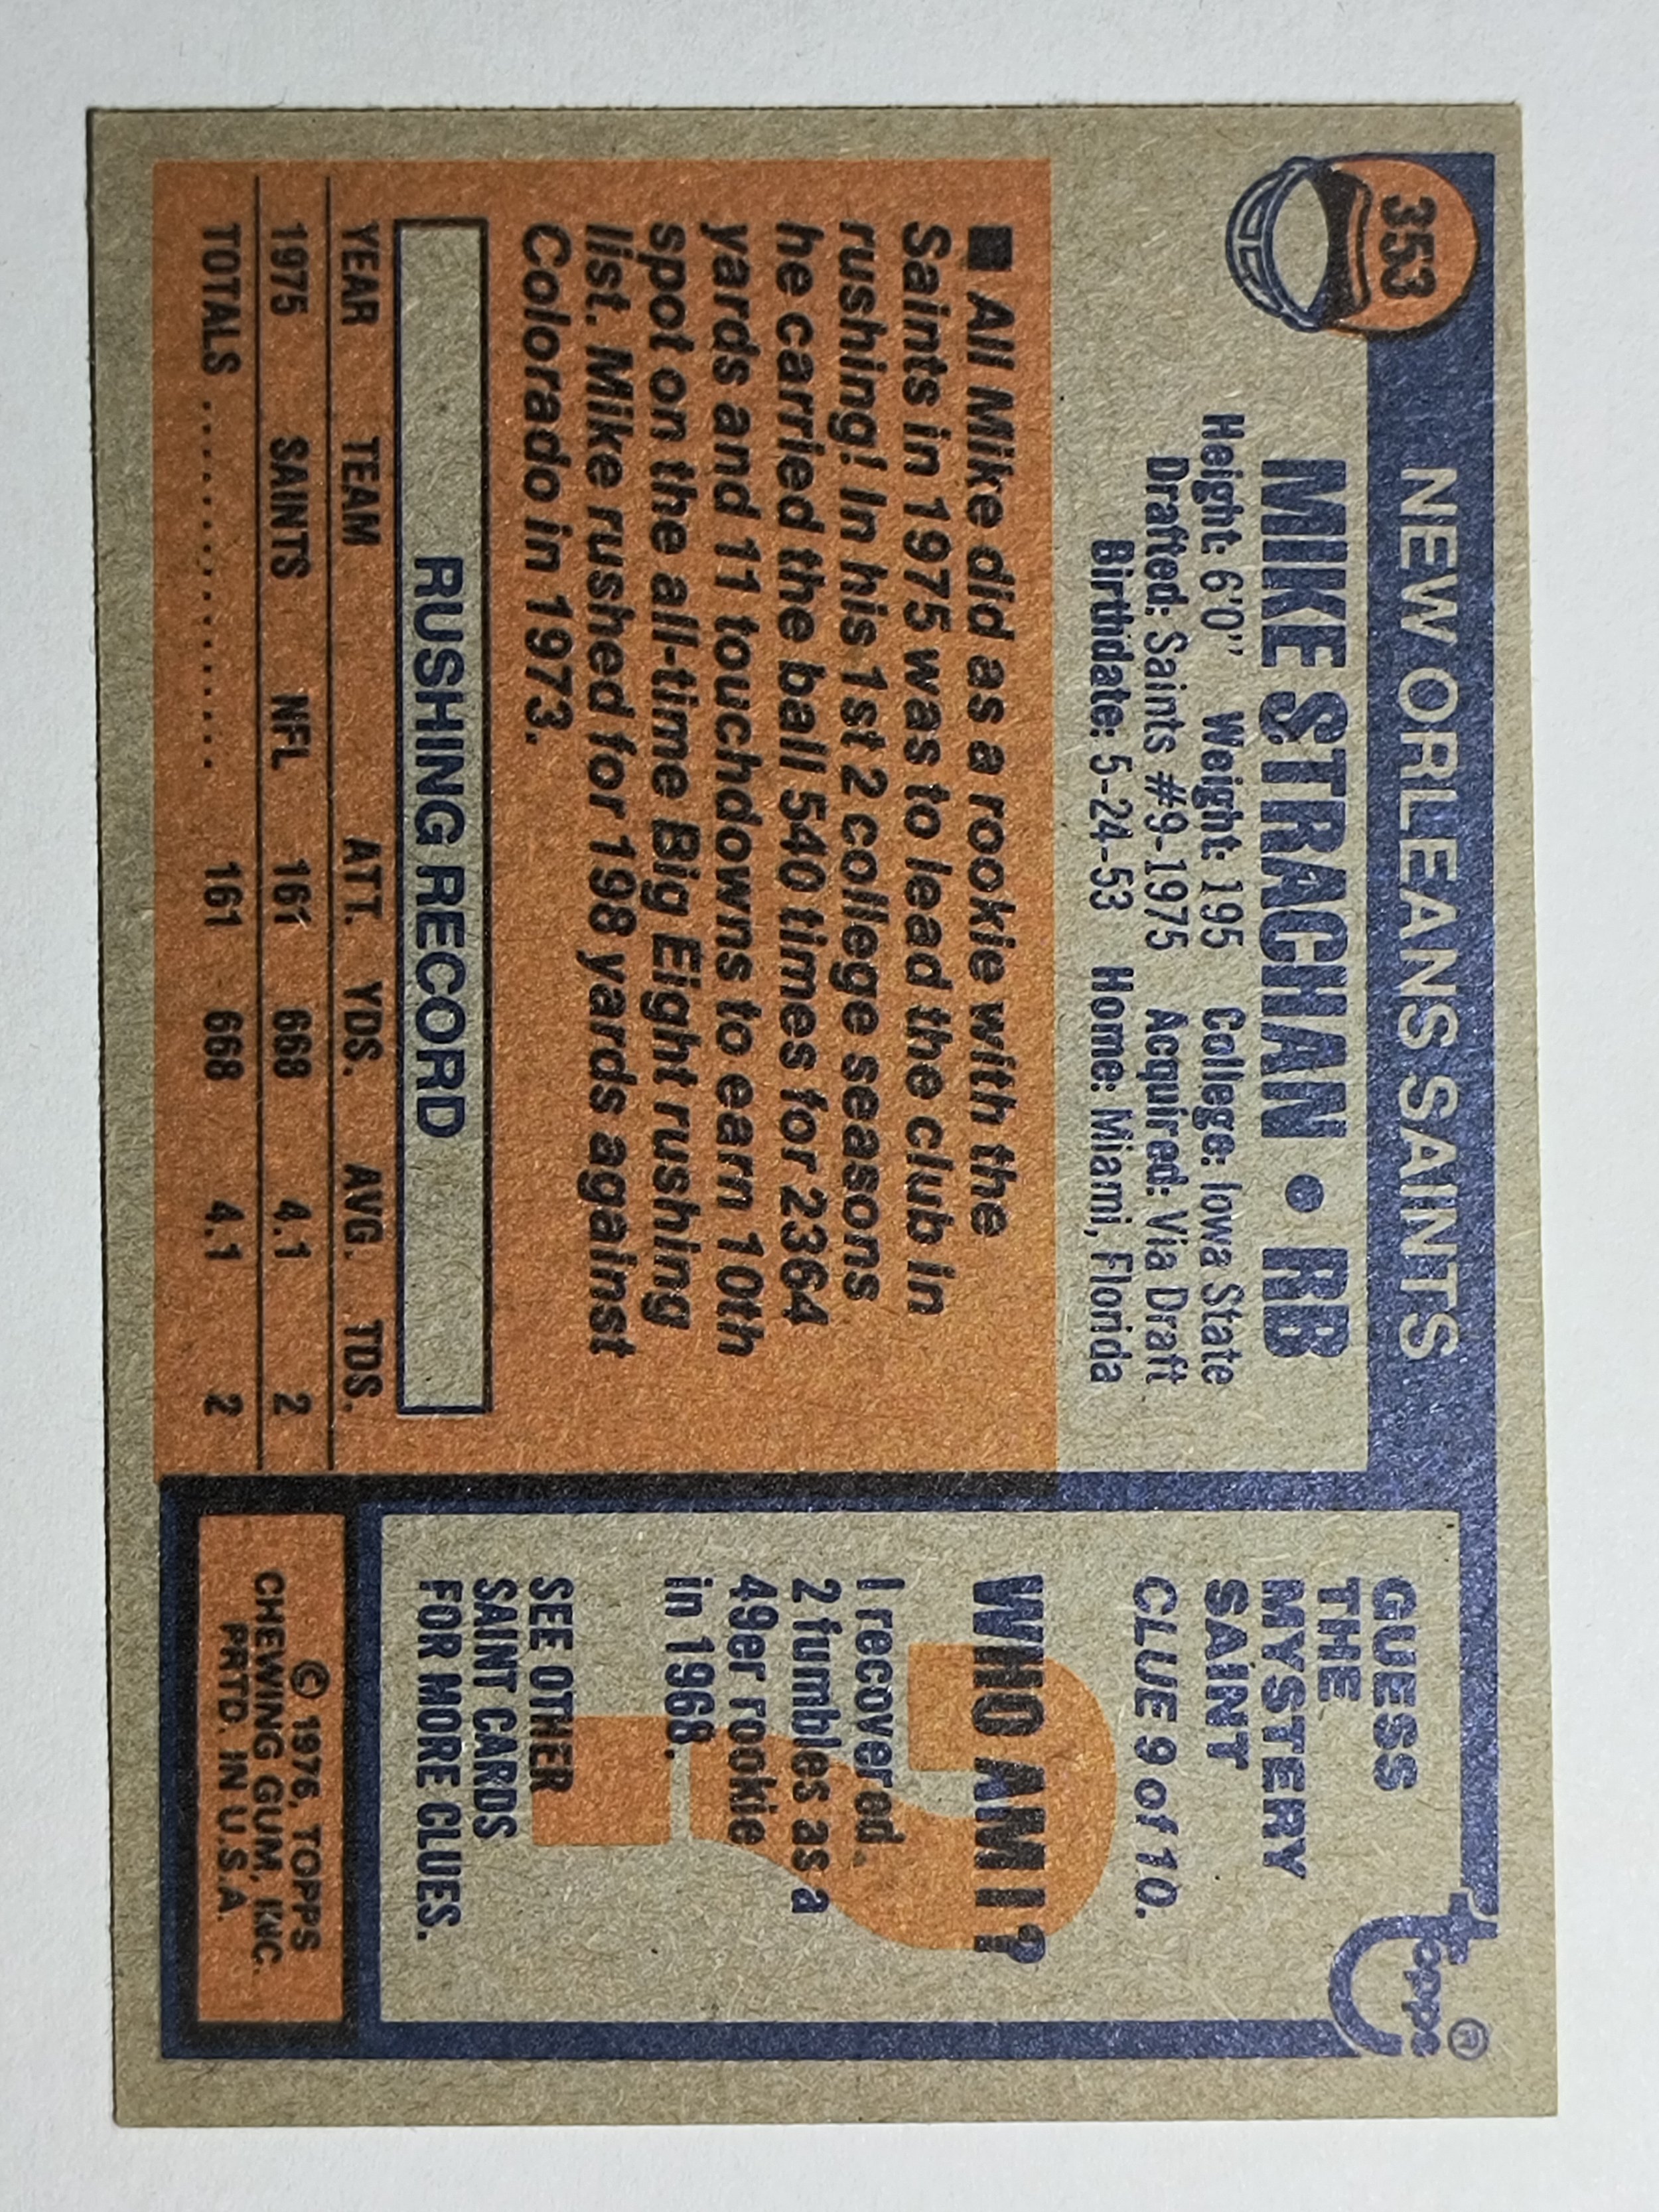 353
NEW ORLEANS SAINTS
MIKE STRACHAN • RB
Height: 6'0" Weight: 195 College: Iowa State
Drafted: Saints #9-1975 Acquired: Via Draft
Birthdate: 5-24-53 Home: Miami, Florida
■ All Mike did as a rookie with the
Saints in 1975 was to lead the club in
rushing! In his 1st 2 college seasons
he carried the ball 540 times for 2364
yards and 11 touchdowns to earn 10th
spot on the all-time Big Eight rushing
list. Mike rushed for 198 yards against
Colorado in 1973.
RUSHING RECORD
YEAR TEAM ATT. YDS. AVG. TDS.
1975 SAINTS NFL 161 668 4.1 2
TOTALS .................... 161 668 4.1 2
topps ®
GUESS
THE
MYSTERY
SAINT
CLUE 9 of 10.
WHO AM I?
I recovered
2 fumbles as a
49er rookie
in 1968.
SEE OTHER
SAINT CARDS
FOR MORE CLUES.
© 1976, TOPPS
CHEWING GUM, INC.
PRTD. IN U.S.A.